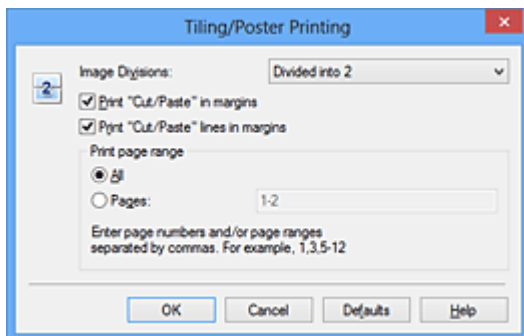 Tiling/Poster Printing
Image Divisions: Divided into 2
2
Print "Cut/Paste" in margins
Print "Cut/Paste" lines in margins
Print page range
All
Pages: 1-2
Enter page numbers and/or page ranges
separated by commas. For example, 1,3,5-12
OK Cancel Defaults Help